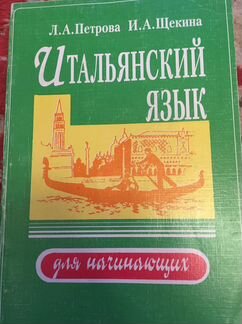 Л.А.Петрова И.А.Щекина
Итальянский
язык
для начинающих